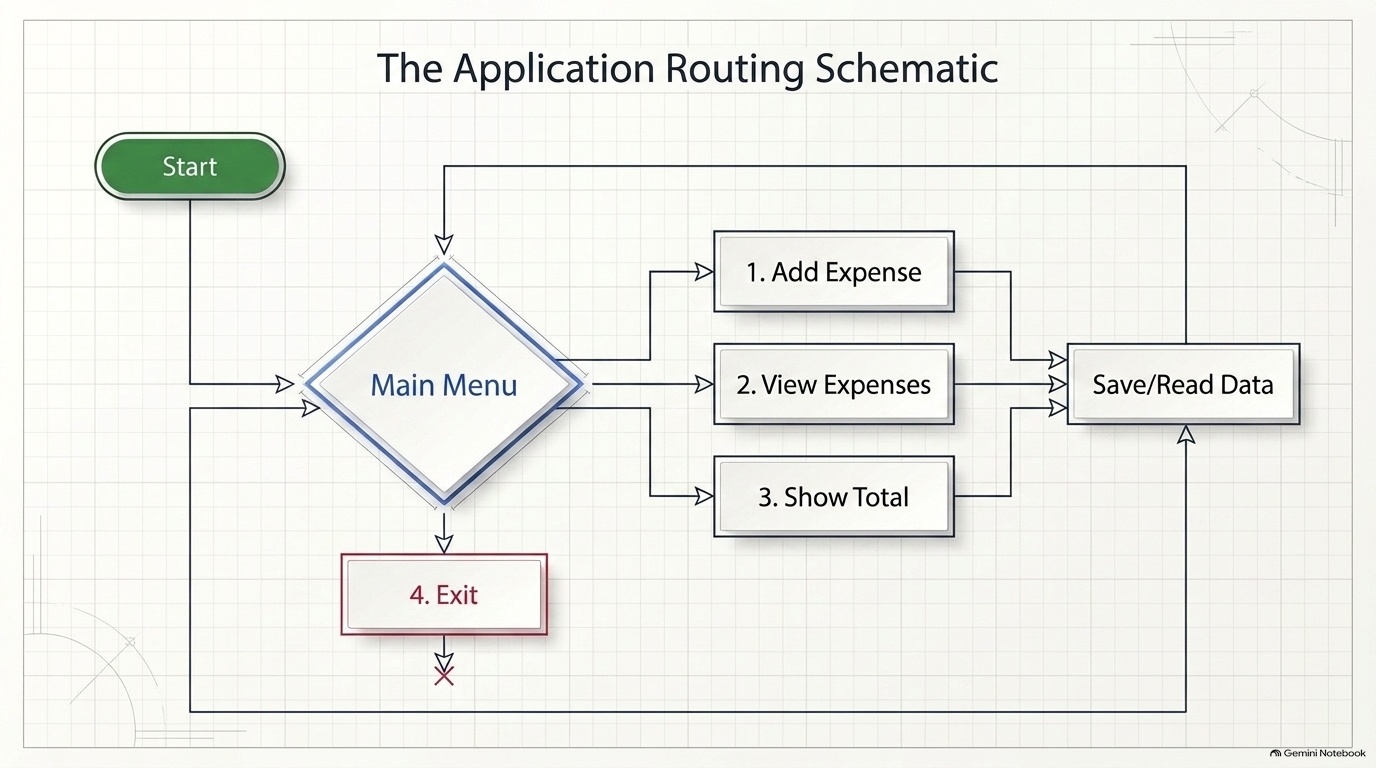 The Application Routing Schematic
Start
1. Add Expense
Main Menu
2. View Expenses
Save/Read Data
3. Show Total
4. Exit
Gemini Notebook